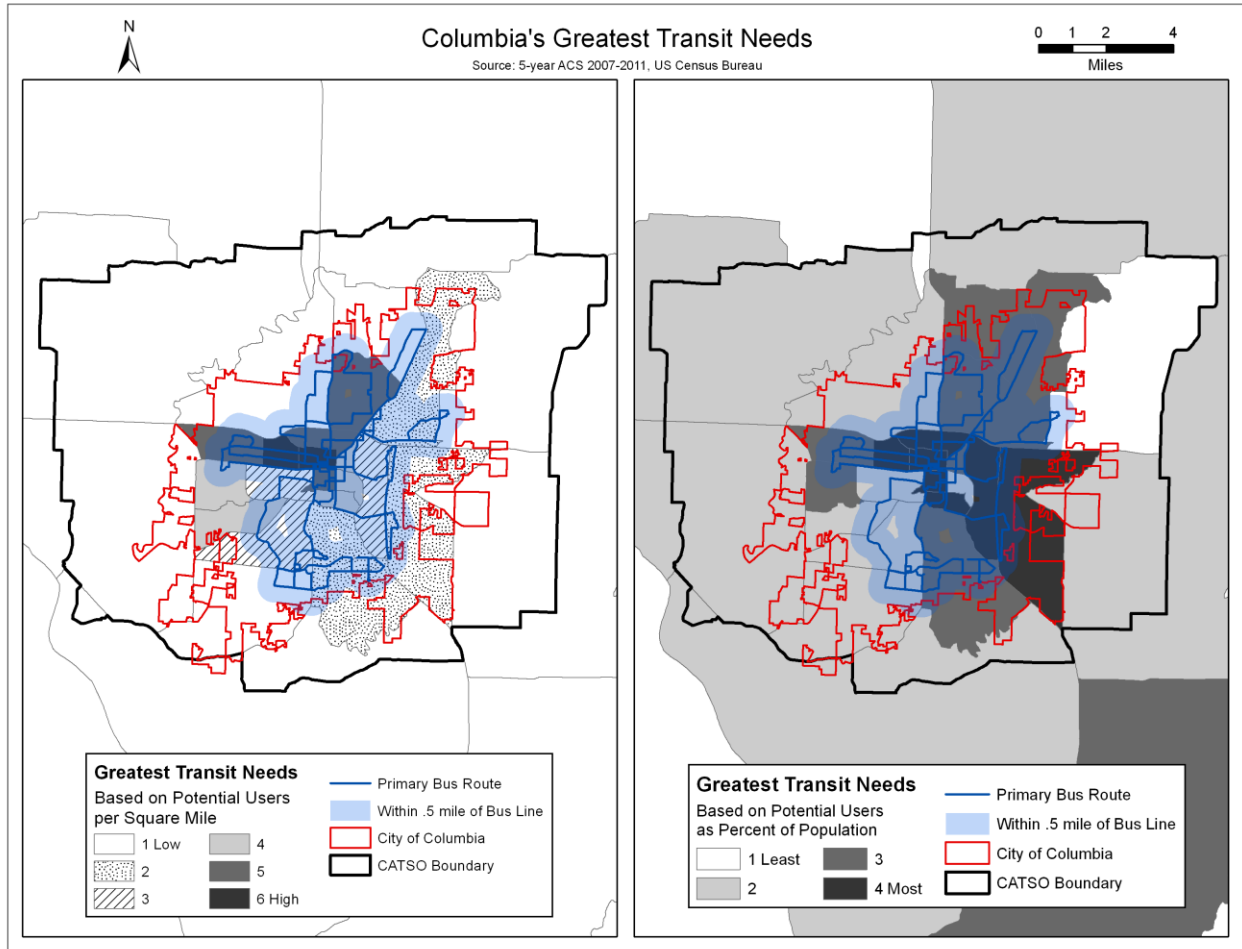 N
Columbia's Greatest Transit Needs
Source: 5-year ACS 2007-2011, US Census Bureau
0 1 2 4
Miles
Greatest Transit Needs
Based on Potential Users
per Square Mile
1 Low
2
3
4
5
6 High
Primary Bus Route
Within .5 mile of Bus Line
City of Columbia
CATSO Boundary
Greatest Transit Needs
Based on Potential Users
as Percent of Population
1 Least
2
3
4 Most
Primary Bus Route
Within .5 mile of Bus Line
City of Columbia
CATSO Boundary